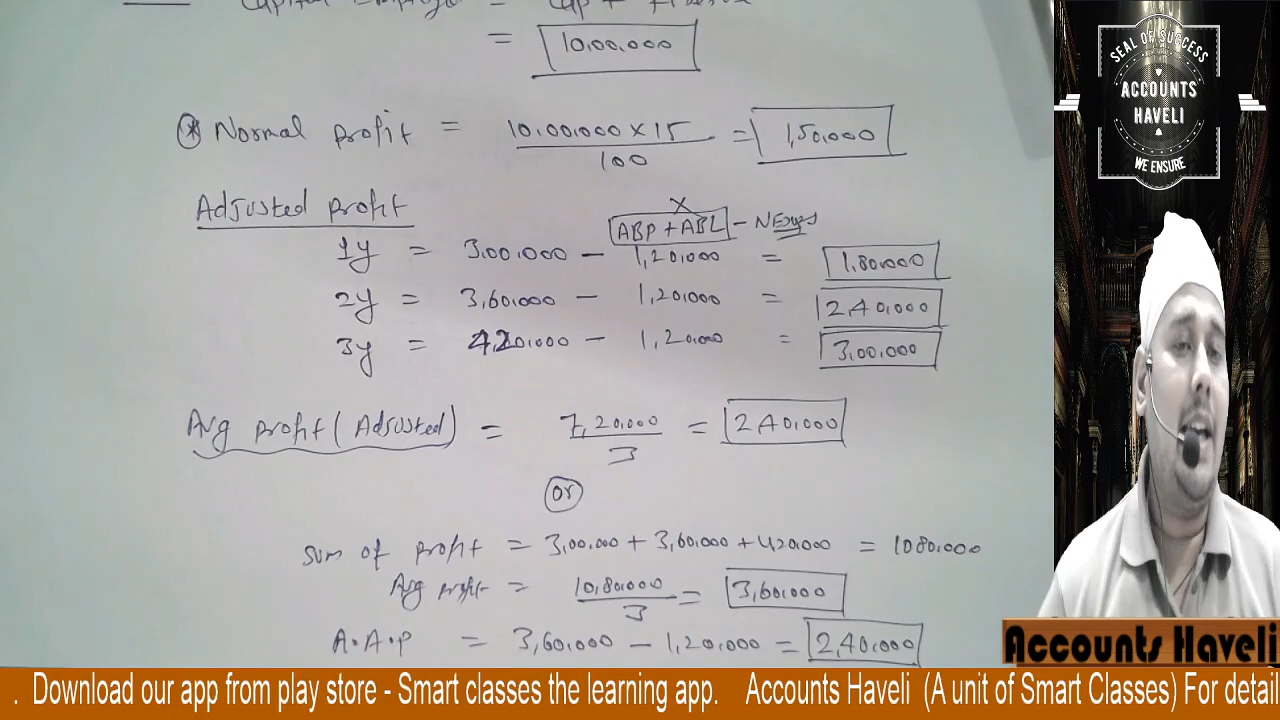 = 10,00,000
SEAL OF SUCCESS
ACCOUNTS
HAVELI
WE ENSURE
* Normal profit = 10,00,000 X 15 / 100 = 1,50,000
Adjusted profit
X
ABP + ABL - NExps
1y = 3,00,000 - 1,20,000 = 1,80,000
2y = 3,60,000 - 1,20,000 = 2,40,000
3y = 4,20,000 - 1,20,000 = 3,00,000
Avg profit (Adjusted) = 7,20,000 / 3 = 2,40,000
or
sum of profit = 3,00,000 + 3,60,000 + 4,20,000 = 10,80,000
Avg profit = 10,80,000 / 3 = 3,60,000
A.A.P = 3,60,000 - 1,20,000 = 2,40,000
Accounts Haveli
. Download our app from play store - Smart classes the learning app. Accounts Haveli (A unit of Smart Classes) For detail